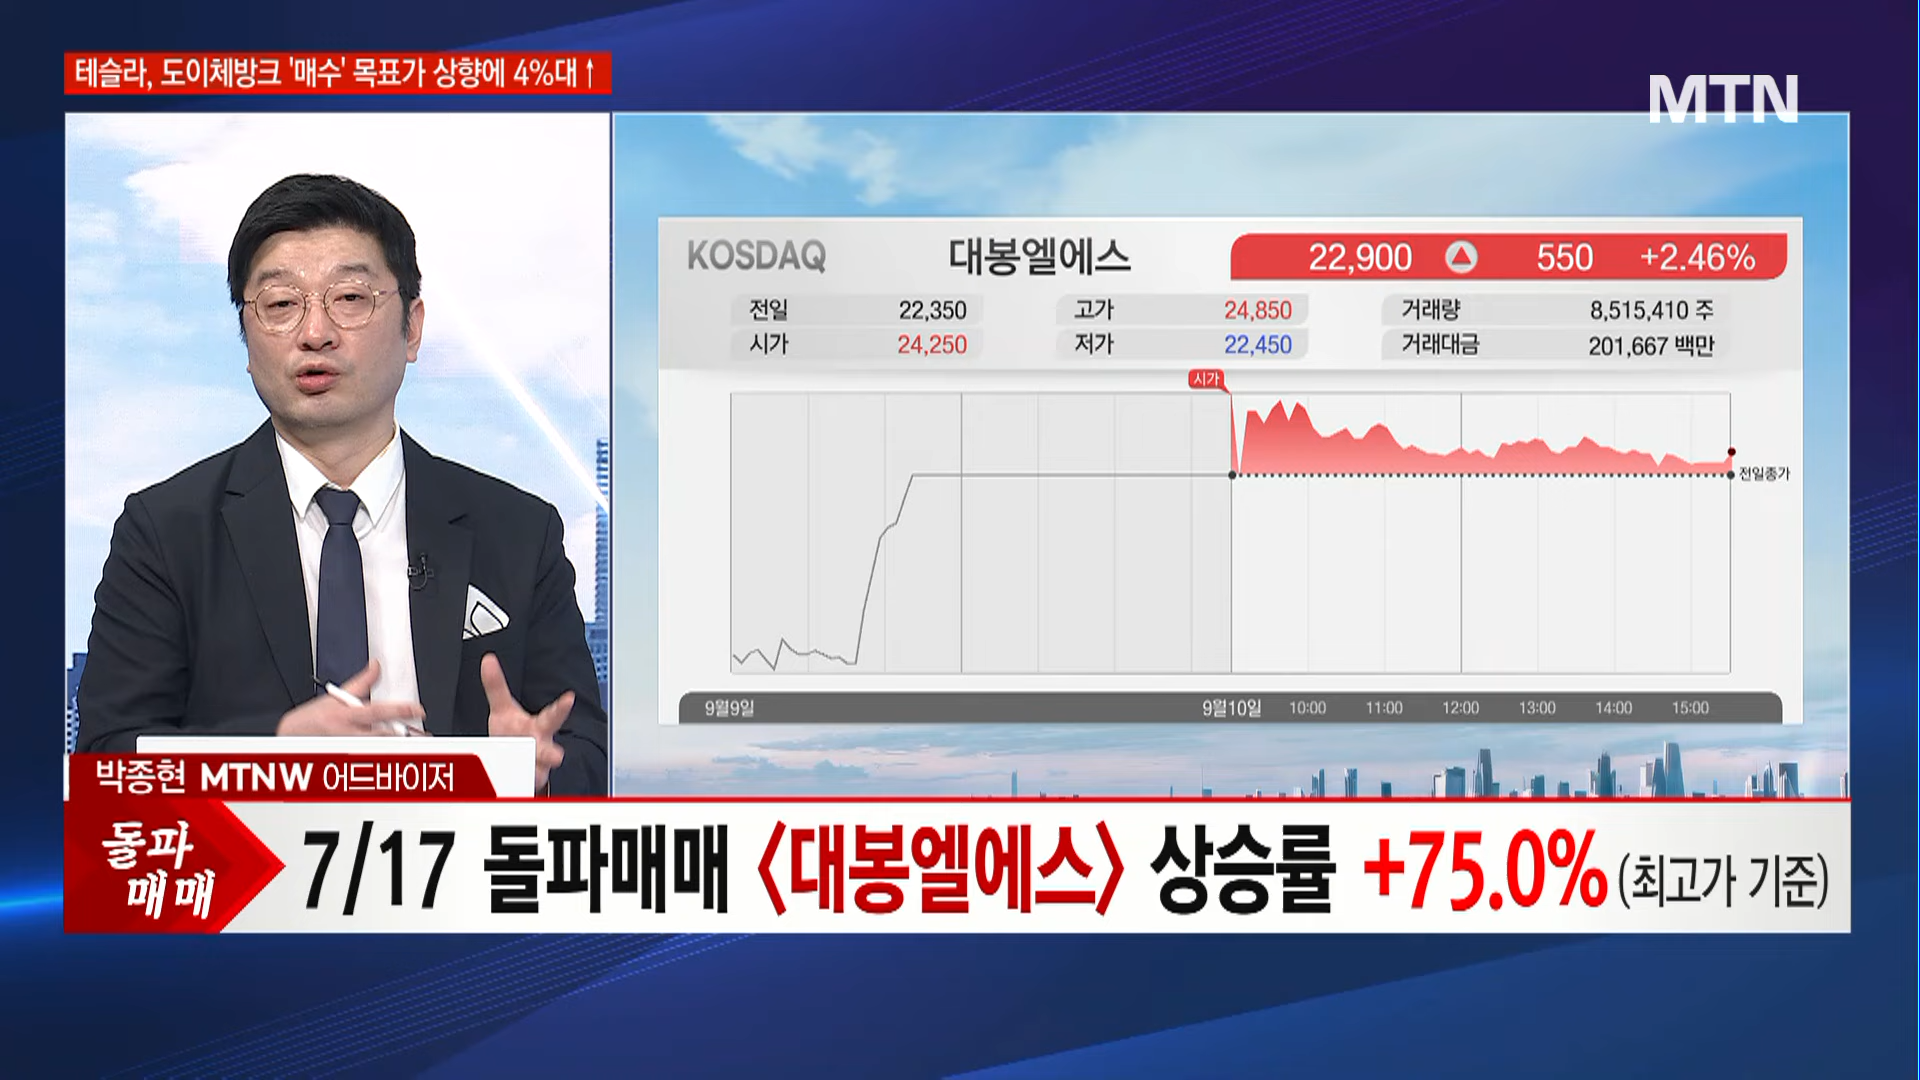 테슬라, 도이체방크 '매수' 목표가 상향에 4%대↑
MTN
KOSDAQ 대봉엘에스 22,900 550 +2.46%
전일 22,350 고가 24,850 거래량 8,515,410 주
시가 24,250 저가 22,450 거래대금 201,667 백만
시가
전일종가
9월9일 9월10일 10:00 11:00 12:00 13:00 14:00 15:00
박종현 MTNW 어드바이저
돌파
매매
7/17 돌파매매 〈대봉엘에스〉 상승률 +75.0% (최고가 기준)